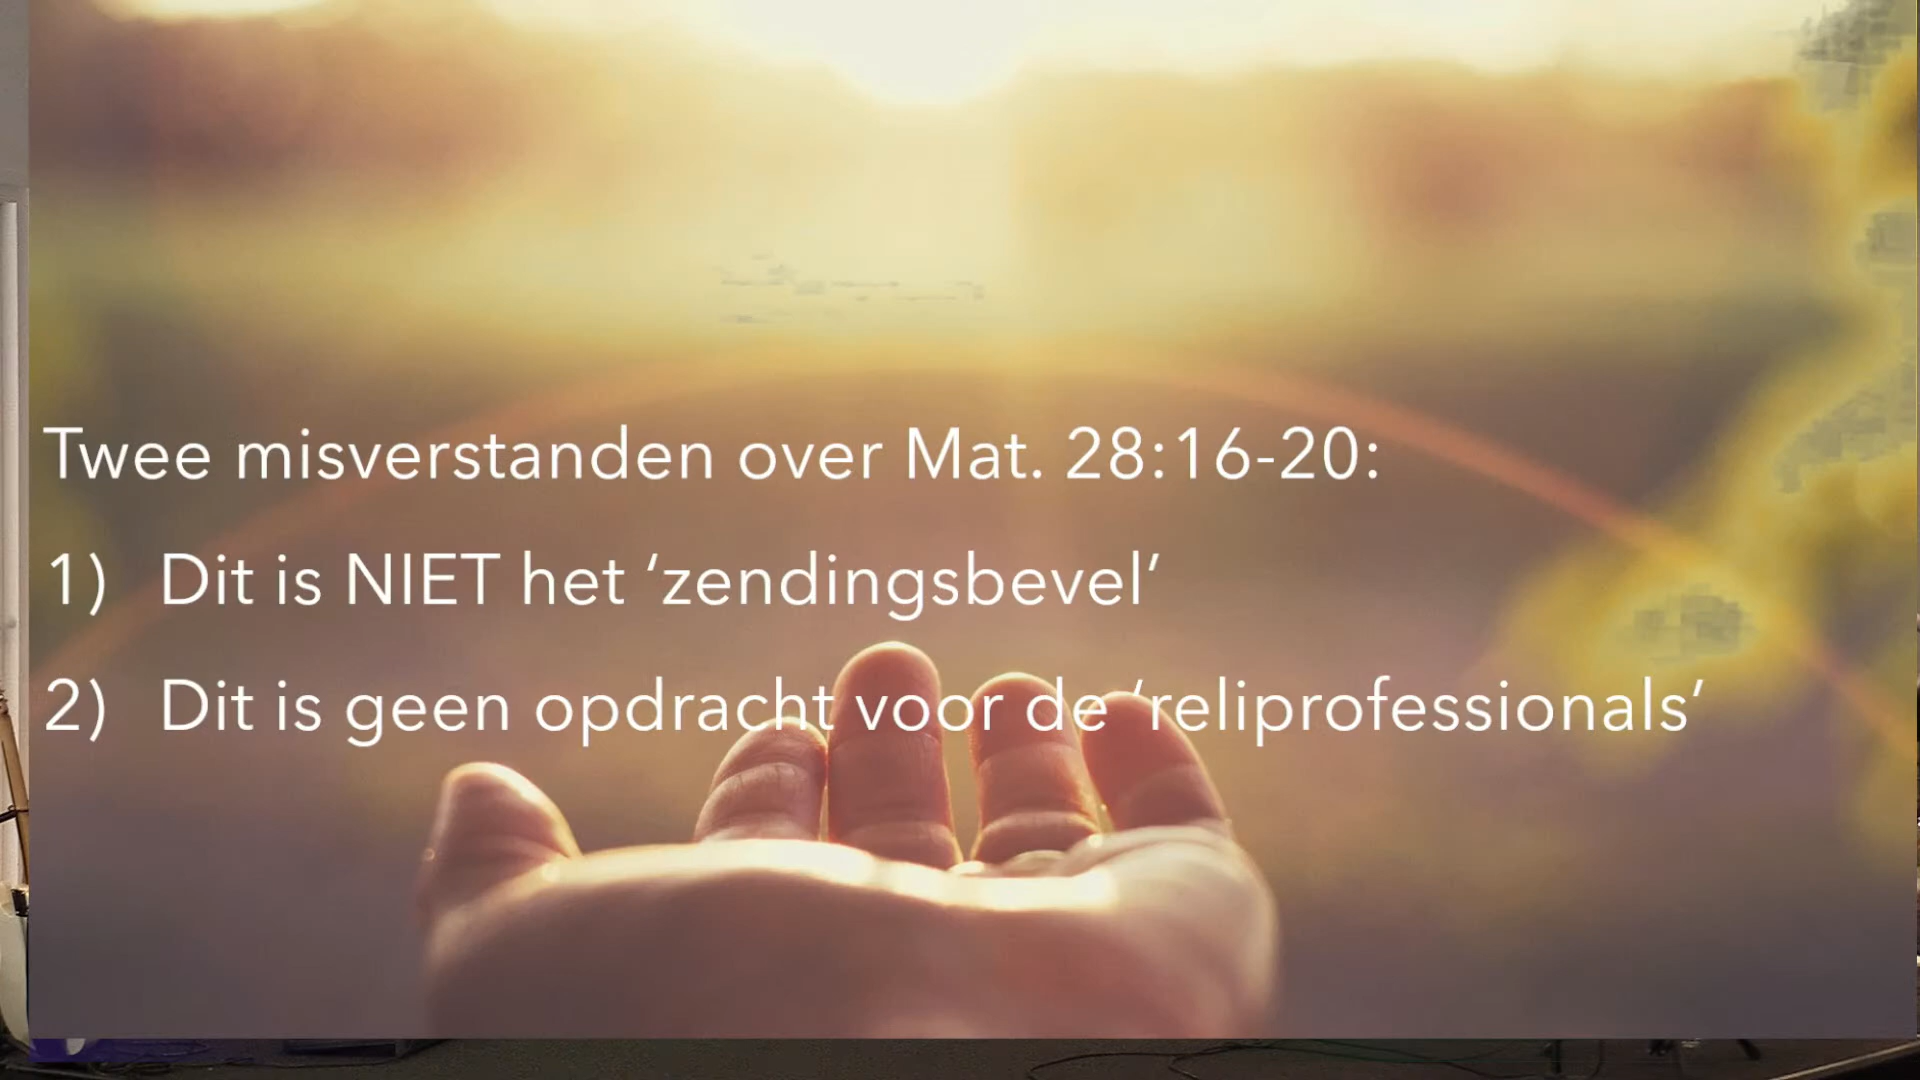 Twee misverstanden over Mat. 28:16-20:
1) Dit is NIET het ‘zendingsbevel’
2) Dit is geen opdracht voor de ‘reliprofessionals’